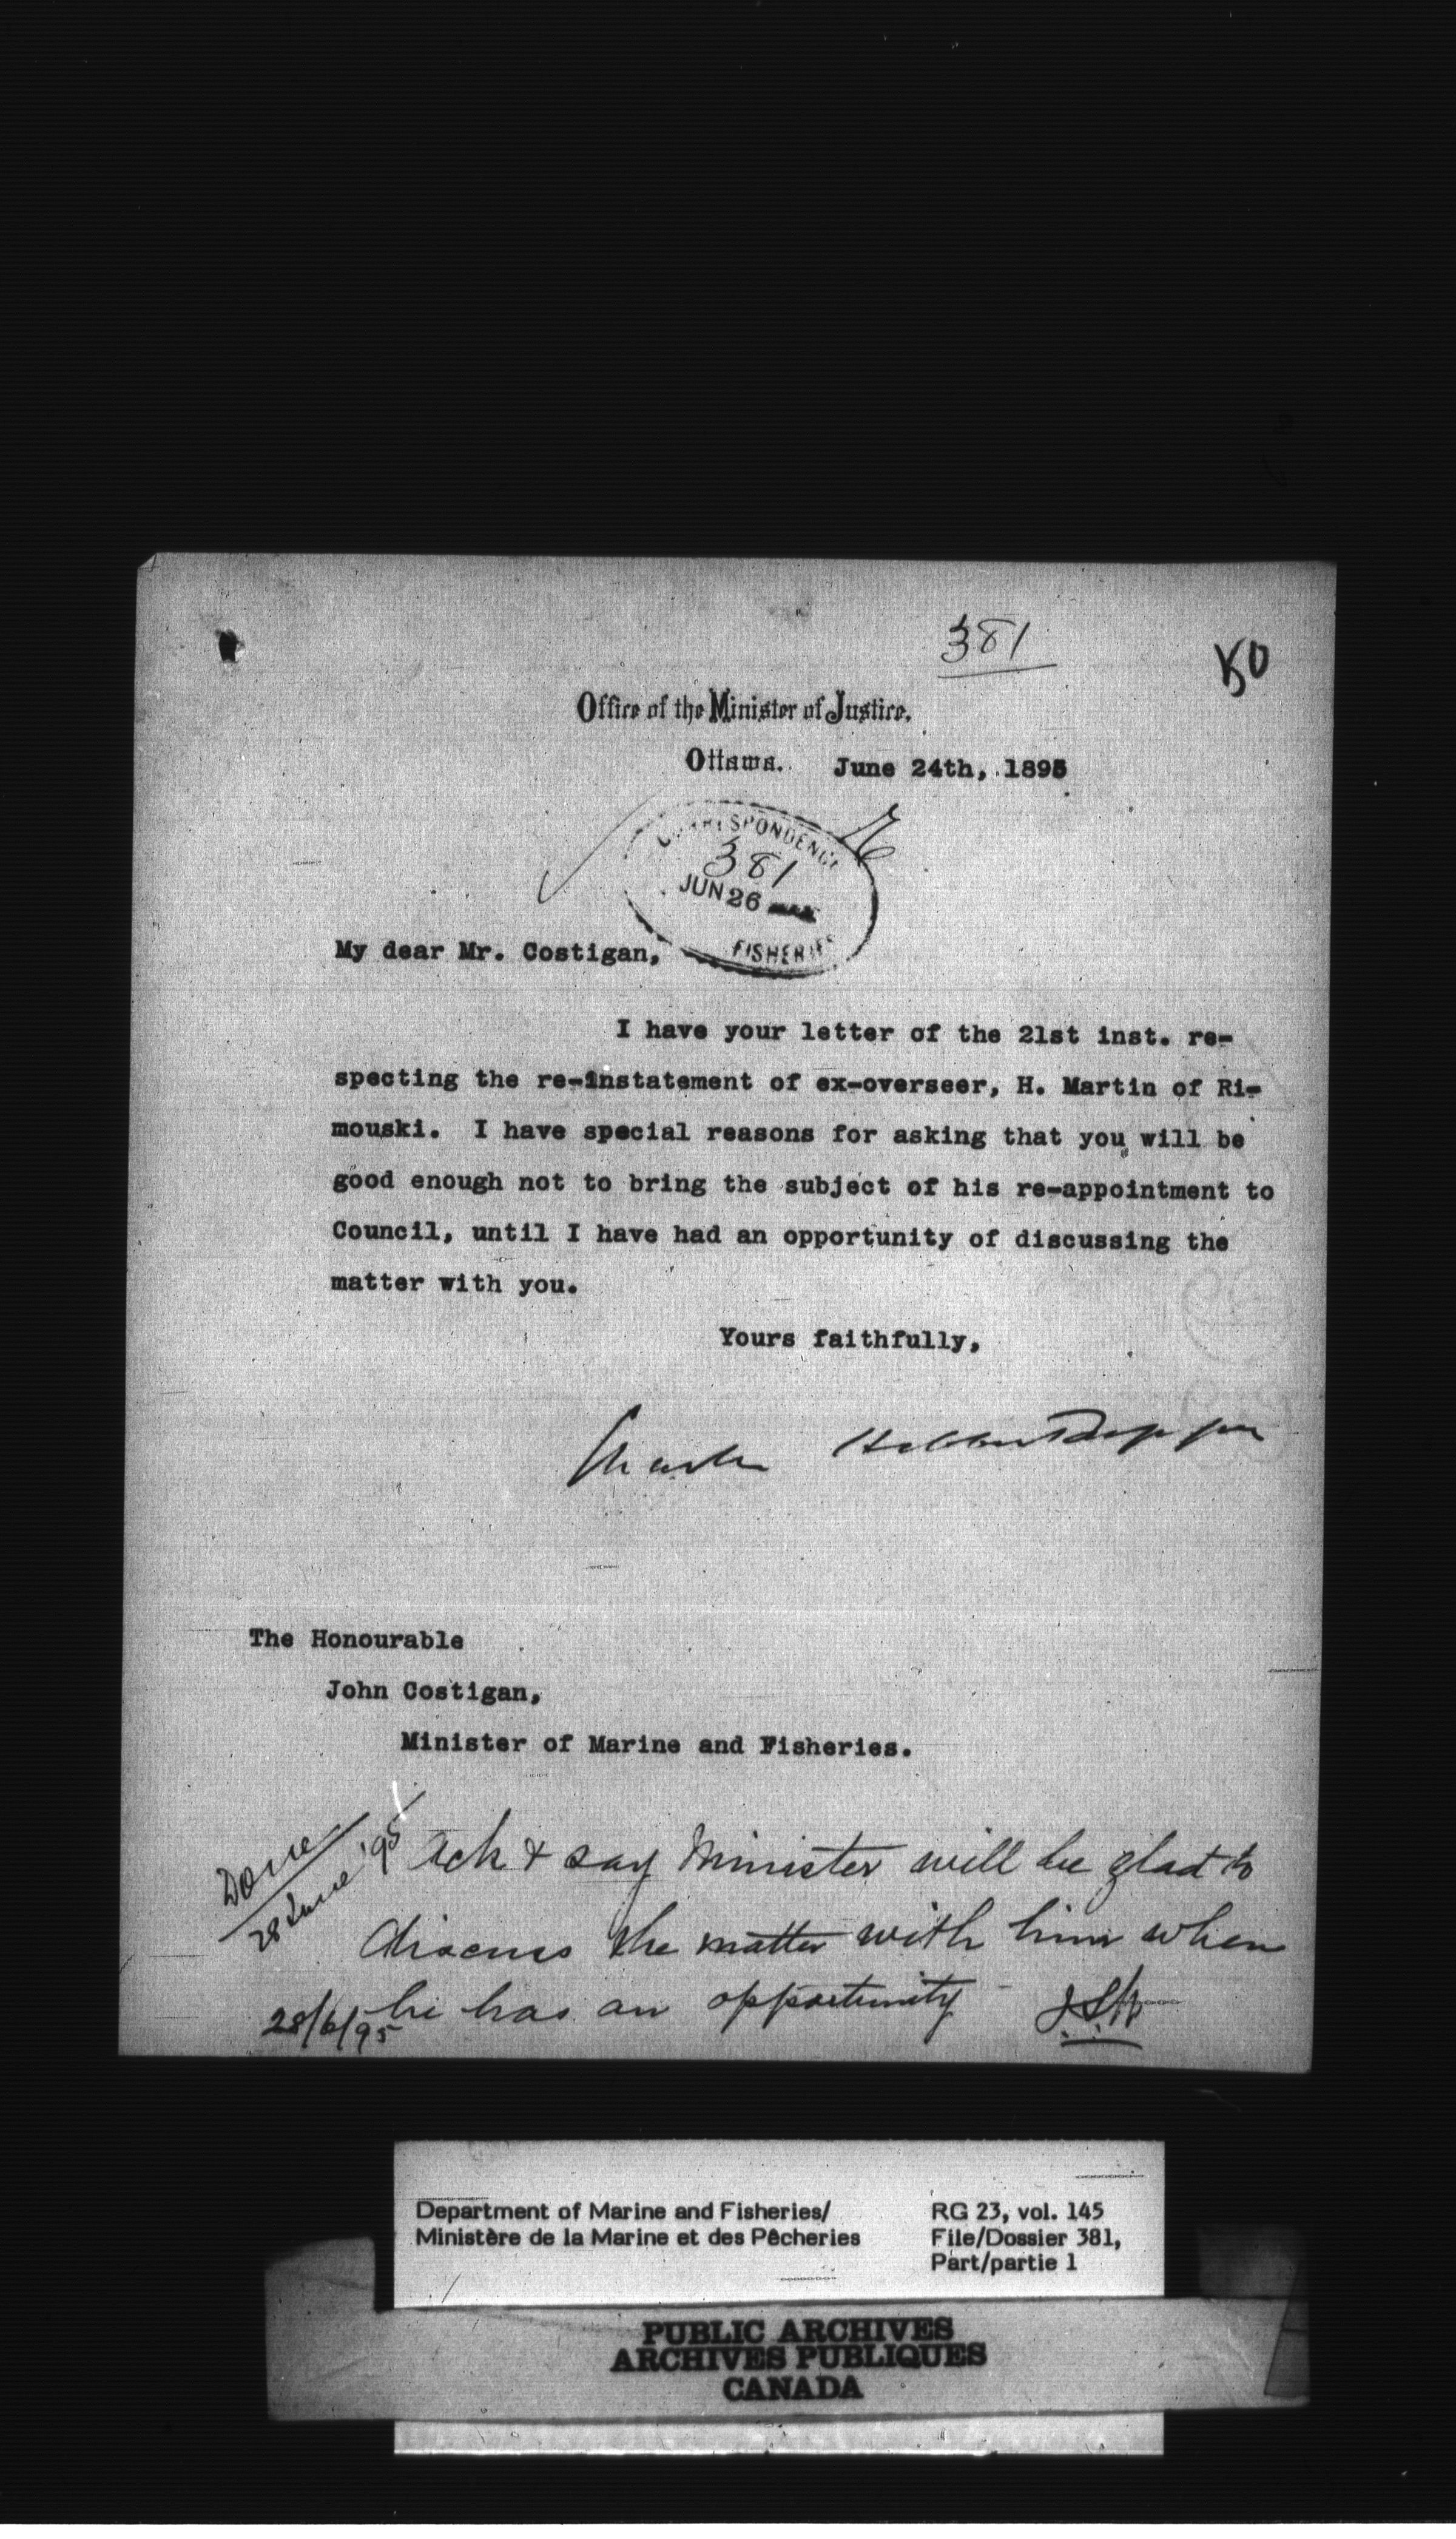 381
50
Office of the Minister of Justice.
Ottawa. June 24th, 1895
CORRESPONDENCE
381
JUN 26
FISHERIES
My dear Mr. Costigan,
I have your letter of the 21st inst. re-
specting the re-instatement of ex-overseer, H. Martin of Ri-
mouski. I have special reasons for asking that you will be
good enough not to bring the subject of his re-appointment to
Council, until I have had an opportunity of discussing the
matter with you.
Yours faithfully,
Charles Hibbert Tupper
The Honourable
John Costigan,
Minister of Marine and Fisheries.
Done
28 June '95
Ack & say Minister will be glad to
discuss the matter with him when
he has an opportunity
28/6/95
Department of Marine and Fisheries/
Ministère de la Marine et des Pêcheries
RG 23, vol. 145
File/Dossier 381,
Part/partie 1
PUBLIC ARCHIVES
ARCHIVES PUBLIQUES
CANADA